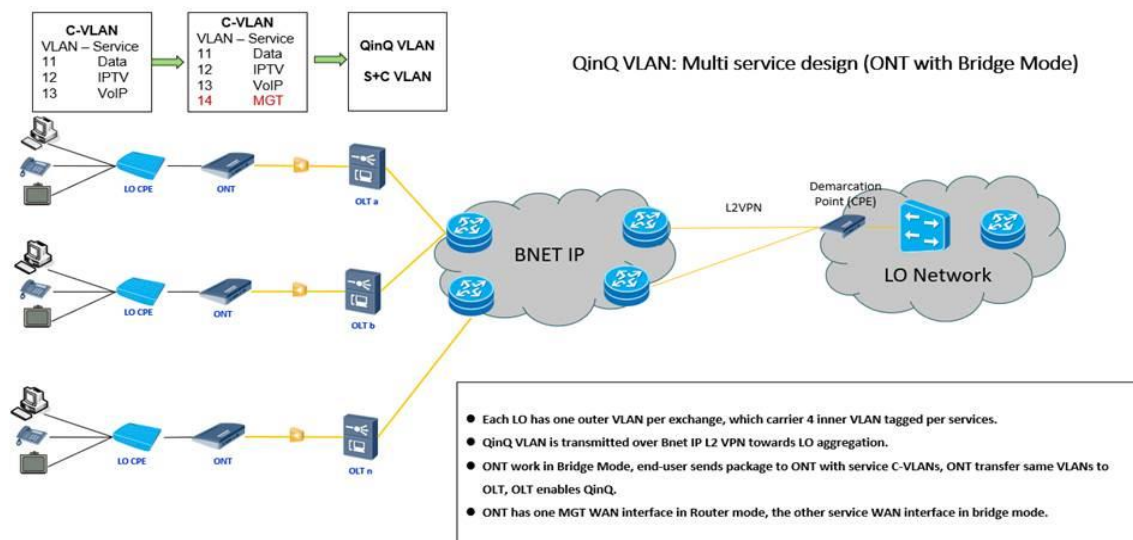 C-VLAN
VLAN – Service
11 Data
12 IPTV
13 VoIP
C-VLAN
VLAN – Service
11 Data
12 IPTV
13 VoIP
14 MGT
QinQ VLAN
S+C VLAN
QinQ VLAN: Multi service design (ONT with Bridge Mode)
LO CPE
ONT
OLT a
LO CPE
ONT
OLT b
LO CPE
ONT
OLT n
BNET IP
L2VPN
Demarcation
Point (CPE)
LO Network
● Each LO has one outer VLAN per exchange, which carrier 4 inner VLAN tagged per services.
● QinQ VLAN is transmitted over Bnet IP L2 VPN towards LO aggregation.
● ONT work in Bridge Mode, end-user sends package to ONT with service C-VLANs, ONT transfer same VLANs to
OLT, OLT enables QinQ.
● ONT has one MGT WAN interface in Router mode, the other service WAN interface in bridge mode.